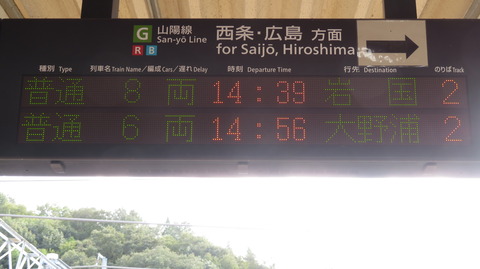 G 山陽線 西条・広島 方面
R B San-yō Line for Saijō, Hiroshima
種別 Type 列車名 Train Name／編成 Cars／遅れ Delay 時刻 Departure Time 行先 Destination のりば Track
普通 8 両 14:39 岩国 2
普通 6 両 14:56 大野浦 2